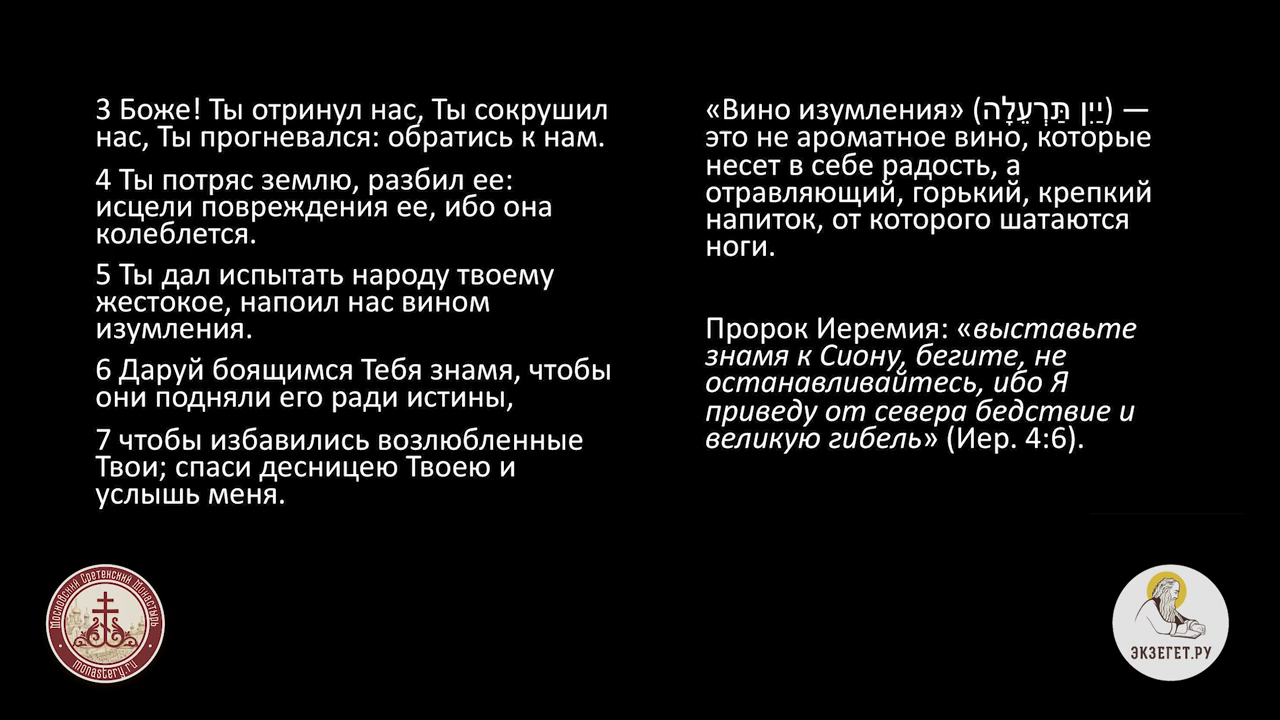 3 Боже! Ты отринул нас, Ты сокрушил
нас, Ты прогневался: обратись к нам.
4 Ты потряс землю, разбил ее:
исцели повреждения ее, ибо она
колеблется.
5 Ты дал испытать народу твоему
жестокое, напоил нас вином
изумления.
6 Даруй боящимся Тебя знамя, чтобы
они подняли его ради истины,
7 чтобы избавились возлюбленные
Твои; спаси десницею Твоею и
услышь меня.
«Вино изумления» (יַיִן תַּרְעֵלָה) —
это не ароматное вино, которые
несет в себе радость, а
отравляющий, горький, крепкий
напиток, от которого шатаются
ноги.
Пророк Иеремия: «выставьте
знамя к Сиону, бегите, не
останавливайтесь, ибо Я
приведу от севера бедствие и
великую гибель» (Иер. 4:6).
Московский Сретенский Монастырь
monastery.ru
ЭКЗЕГЕТ.РУ